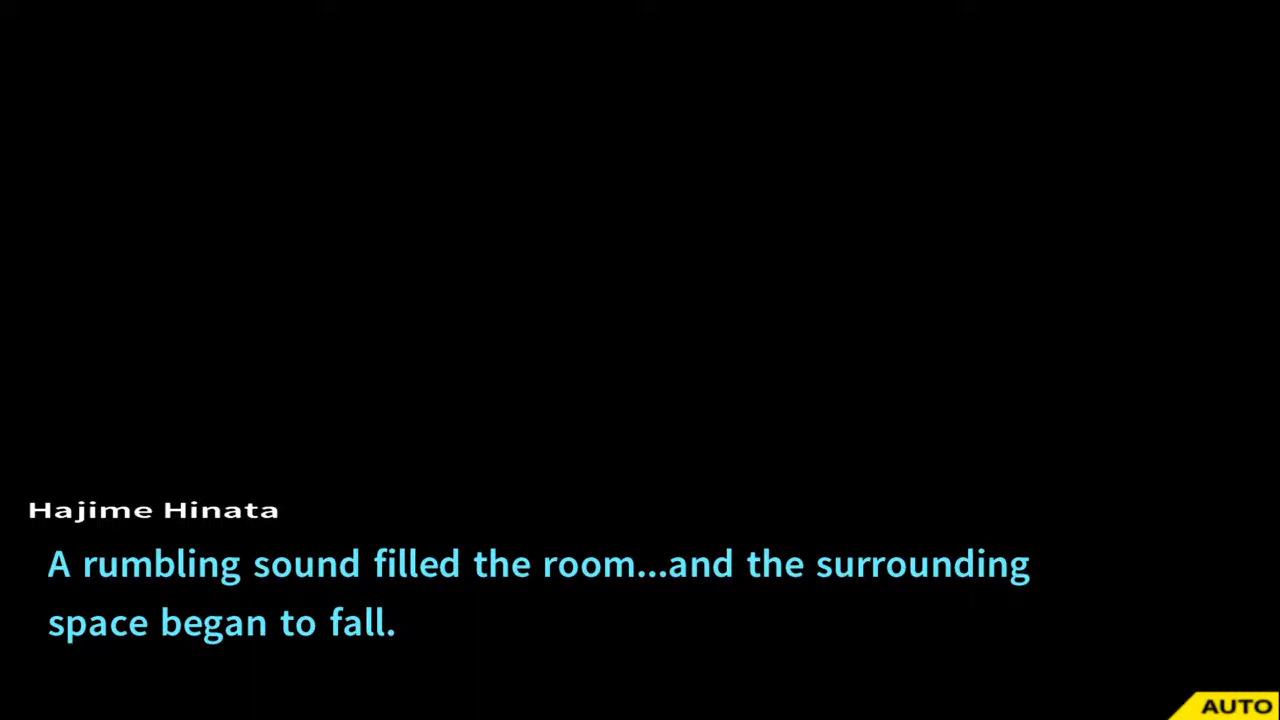 Hajime Hinata
A rumbling sound filled the room...and the surrounding
space began to fall.
AUTO